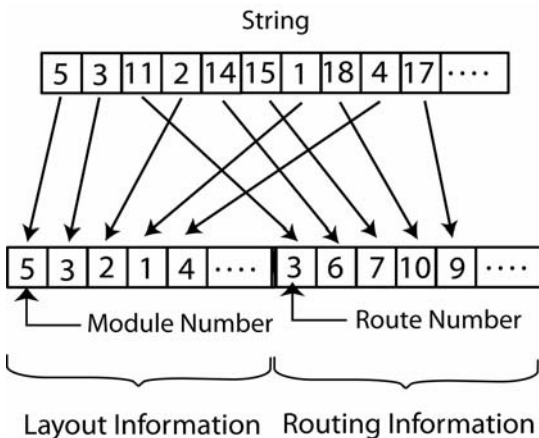 String
5 3 11 2 14 15 1 18 4 17 ····
5 3 2 1 4 ···· 3 6 7 10 9 ····
Module Number Route Number
Layout Information Routing Information